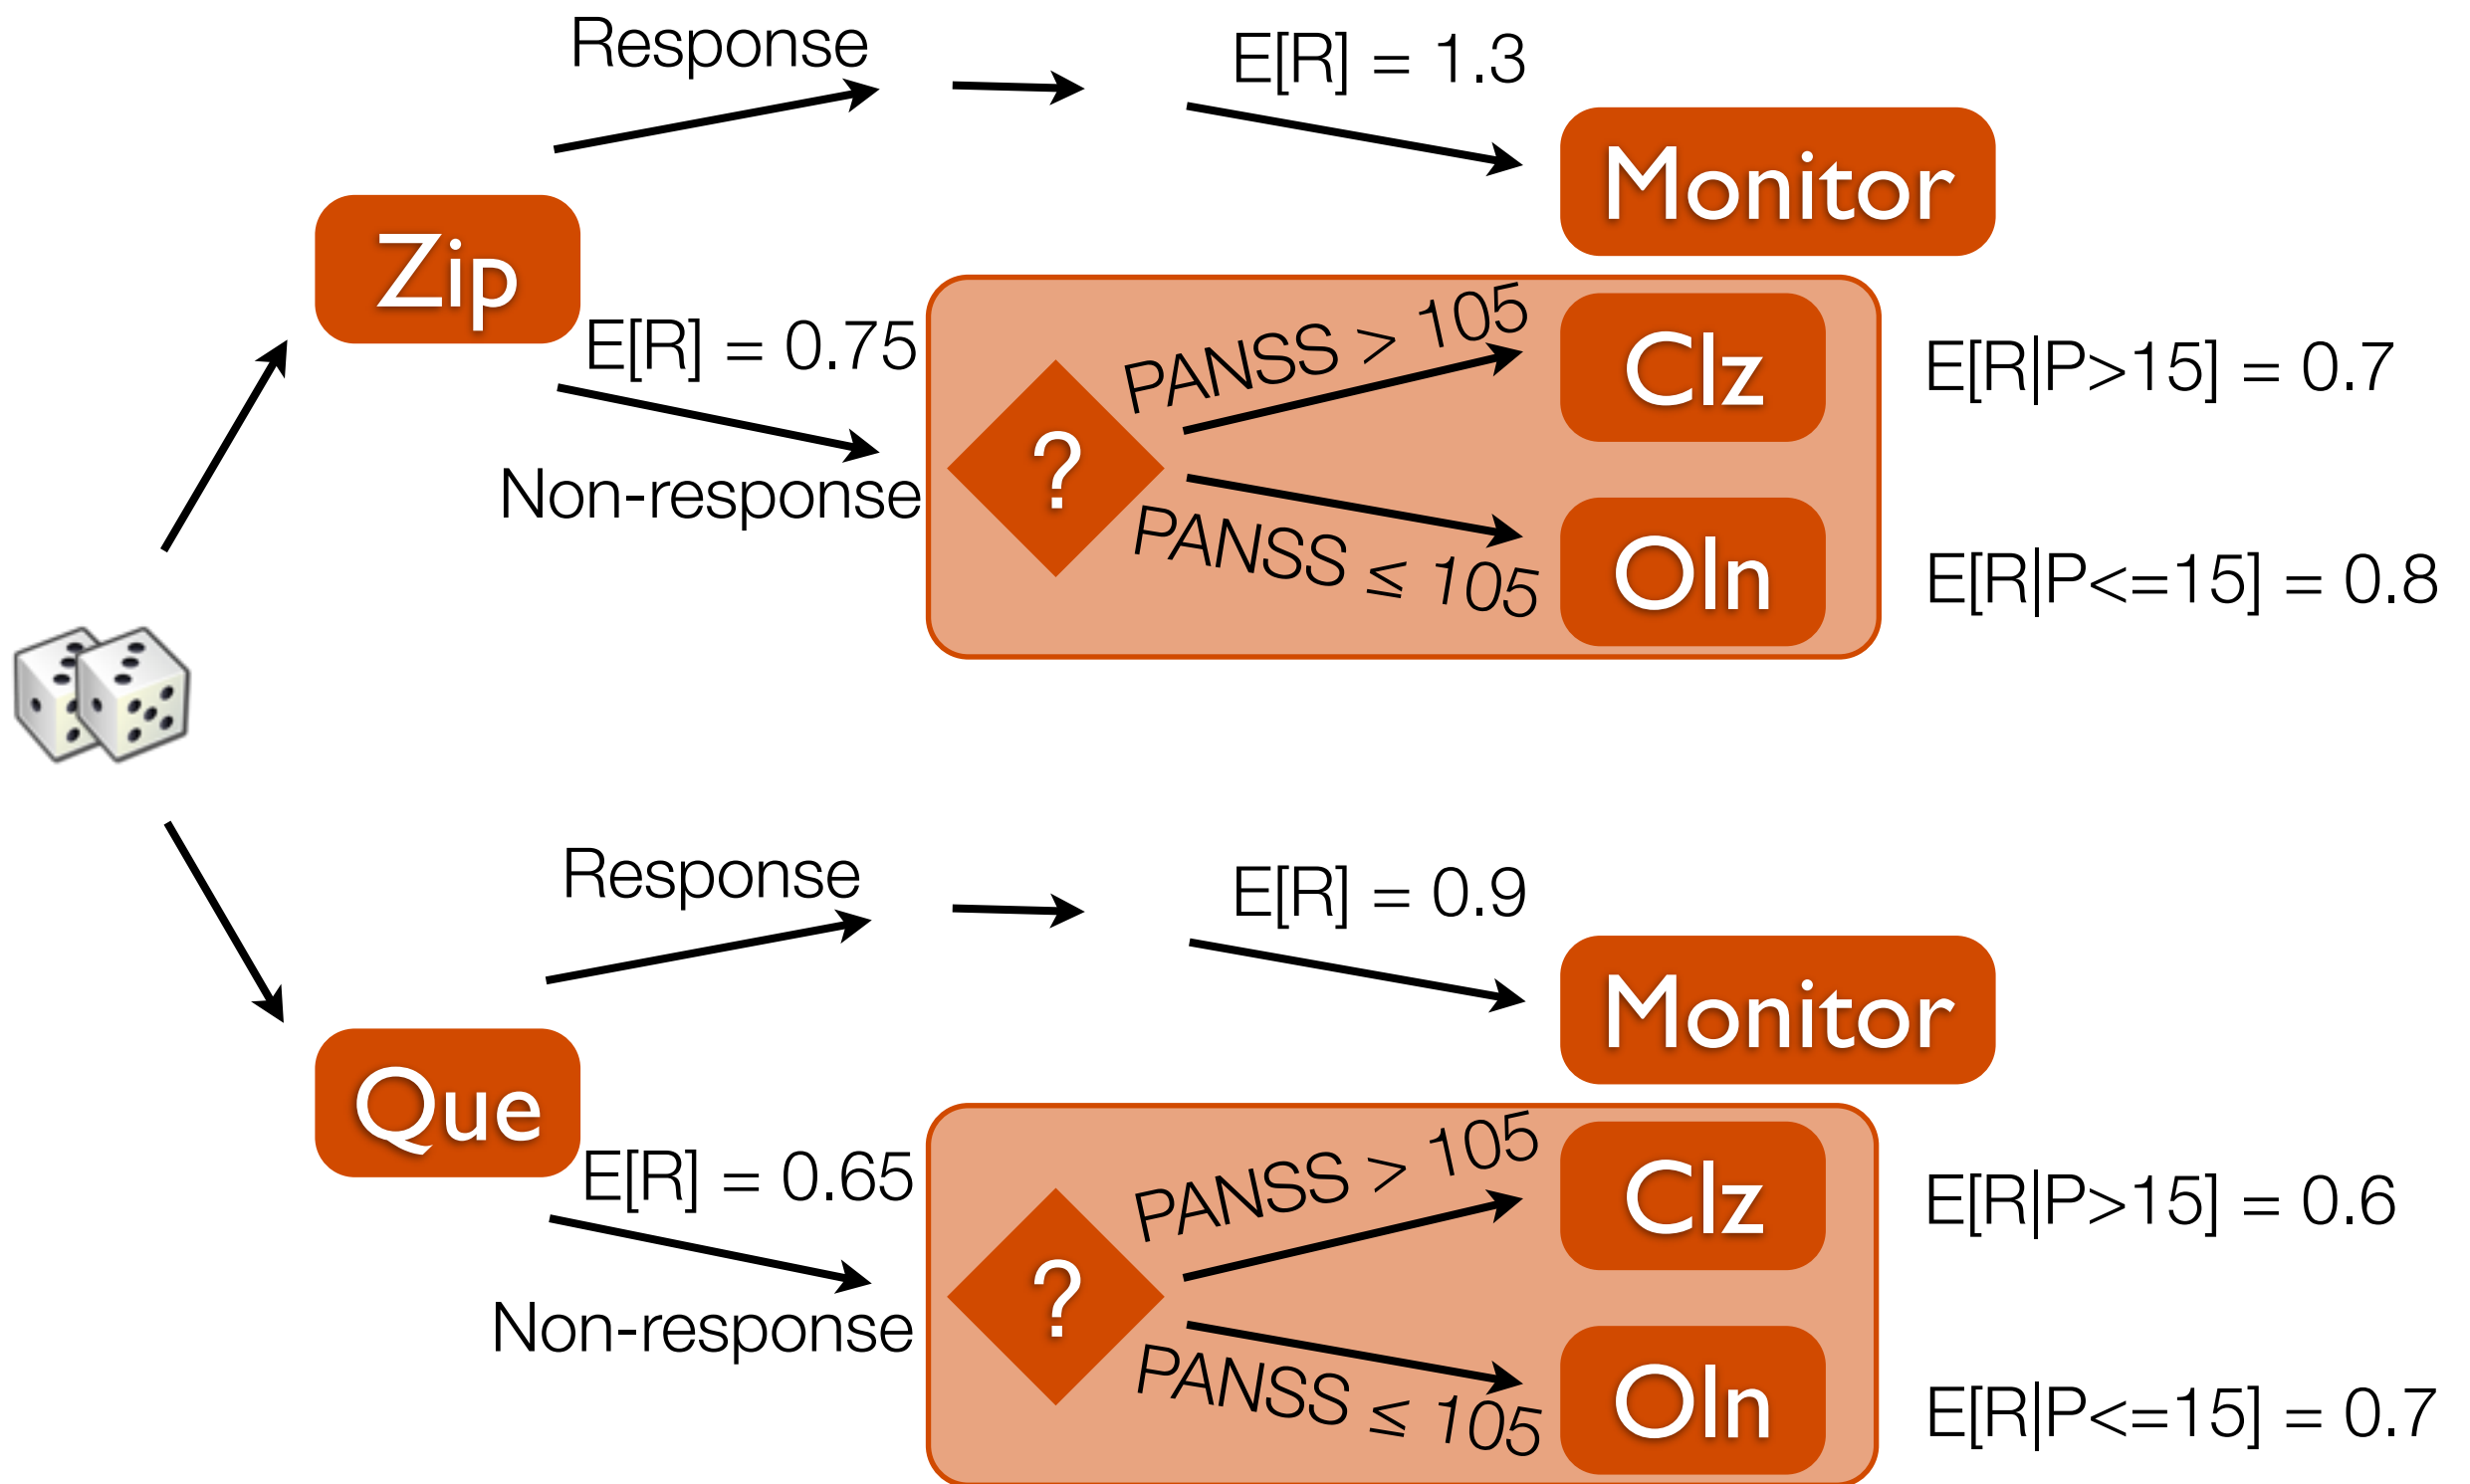 Response
E[R] = 1.3
Monitor
Zip
E[R] = 0.75
Non-response
?
PANSS > 105
Clz
E[R|P>15] = 0.7
PANSS ≤ 105
Oln
E[R|P<=15] = 0.8
Response
E[R] = 0.9
Monitor
Que
E[R] = 0.65
Non-response
?
PANSS > 105
Clz
E[R|P>15] = 0.6
PANSS ≤ 105
Oln
E[R|P<=15] = 0.7